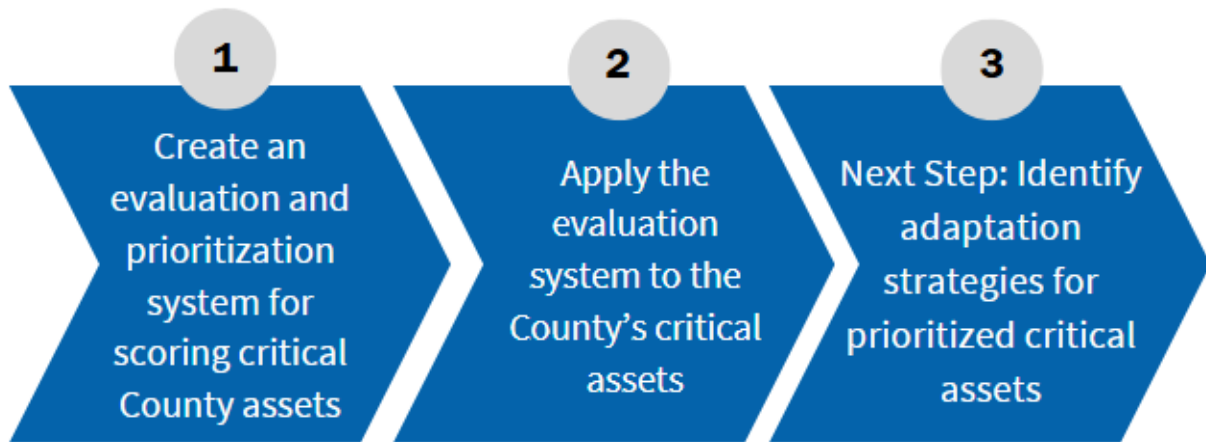 1
Create an
evaluation and
prioritization
system for
scoring critical
County assets
2
Apply the
evaluation
system to the
County’s critical
assets
3
Next Step: Identify
adaptation
strategies for
prioritized critical
assets